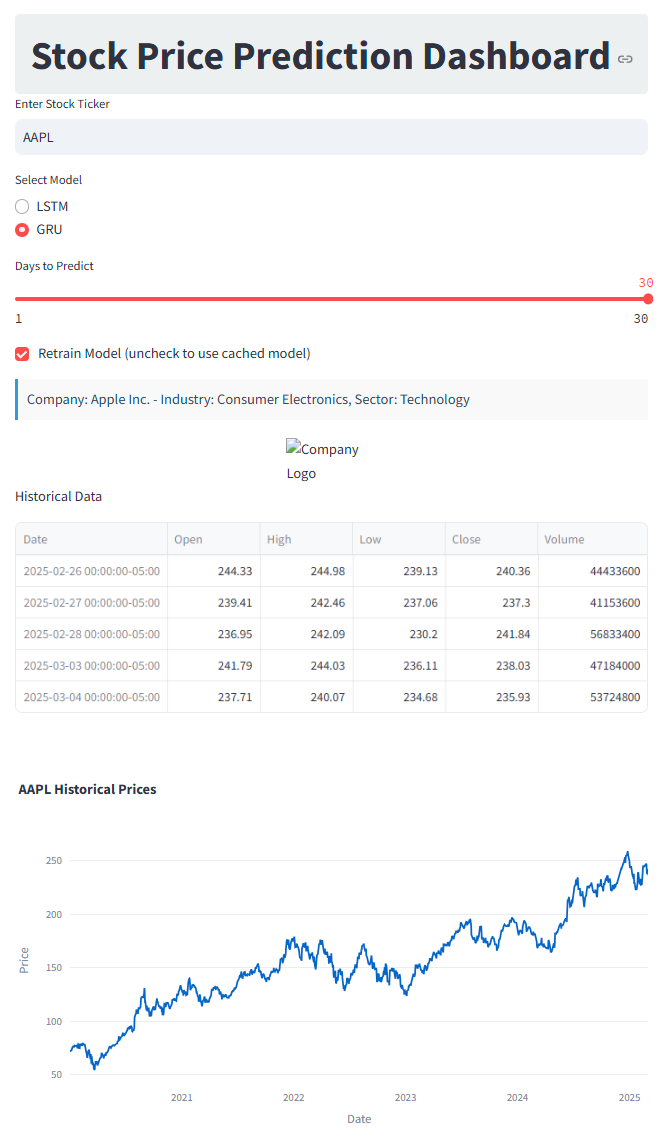 Stock Price Prediction Dashboard
Enter Stock Ticker
AAPL
Select Model
LSTM
GRU
Days to Predict
30
1 30
Retrain Model (uncheck to use cached model)
Company: Apple Inc. - Industry: Consumer Electronics, Sector: Technology
Company
Logo
Historical Data
Date Open High Low Close Volume
2025-02-26 00:00:00-05:00 244.33 244.98 239.13 240.36 44433600
2025-02-27 00:00:00-05:00 239.41 242.46 237.06 237.3 41153600
2025-02-28 00:00:00-05:00 236.95 242.09 230.2 241.84 56833400
2025-03-03 00:00:00-05:00 241.79 244.03 236.11 238.03 47184000
2025-03-04 00:00:00-05:00 237.71 240.07 234.68 235.93 53724800
AAPL Historical Prices
250
200
150
100
50
Price
2021 2022 2023 2024 2025
Date